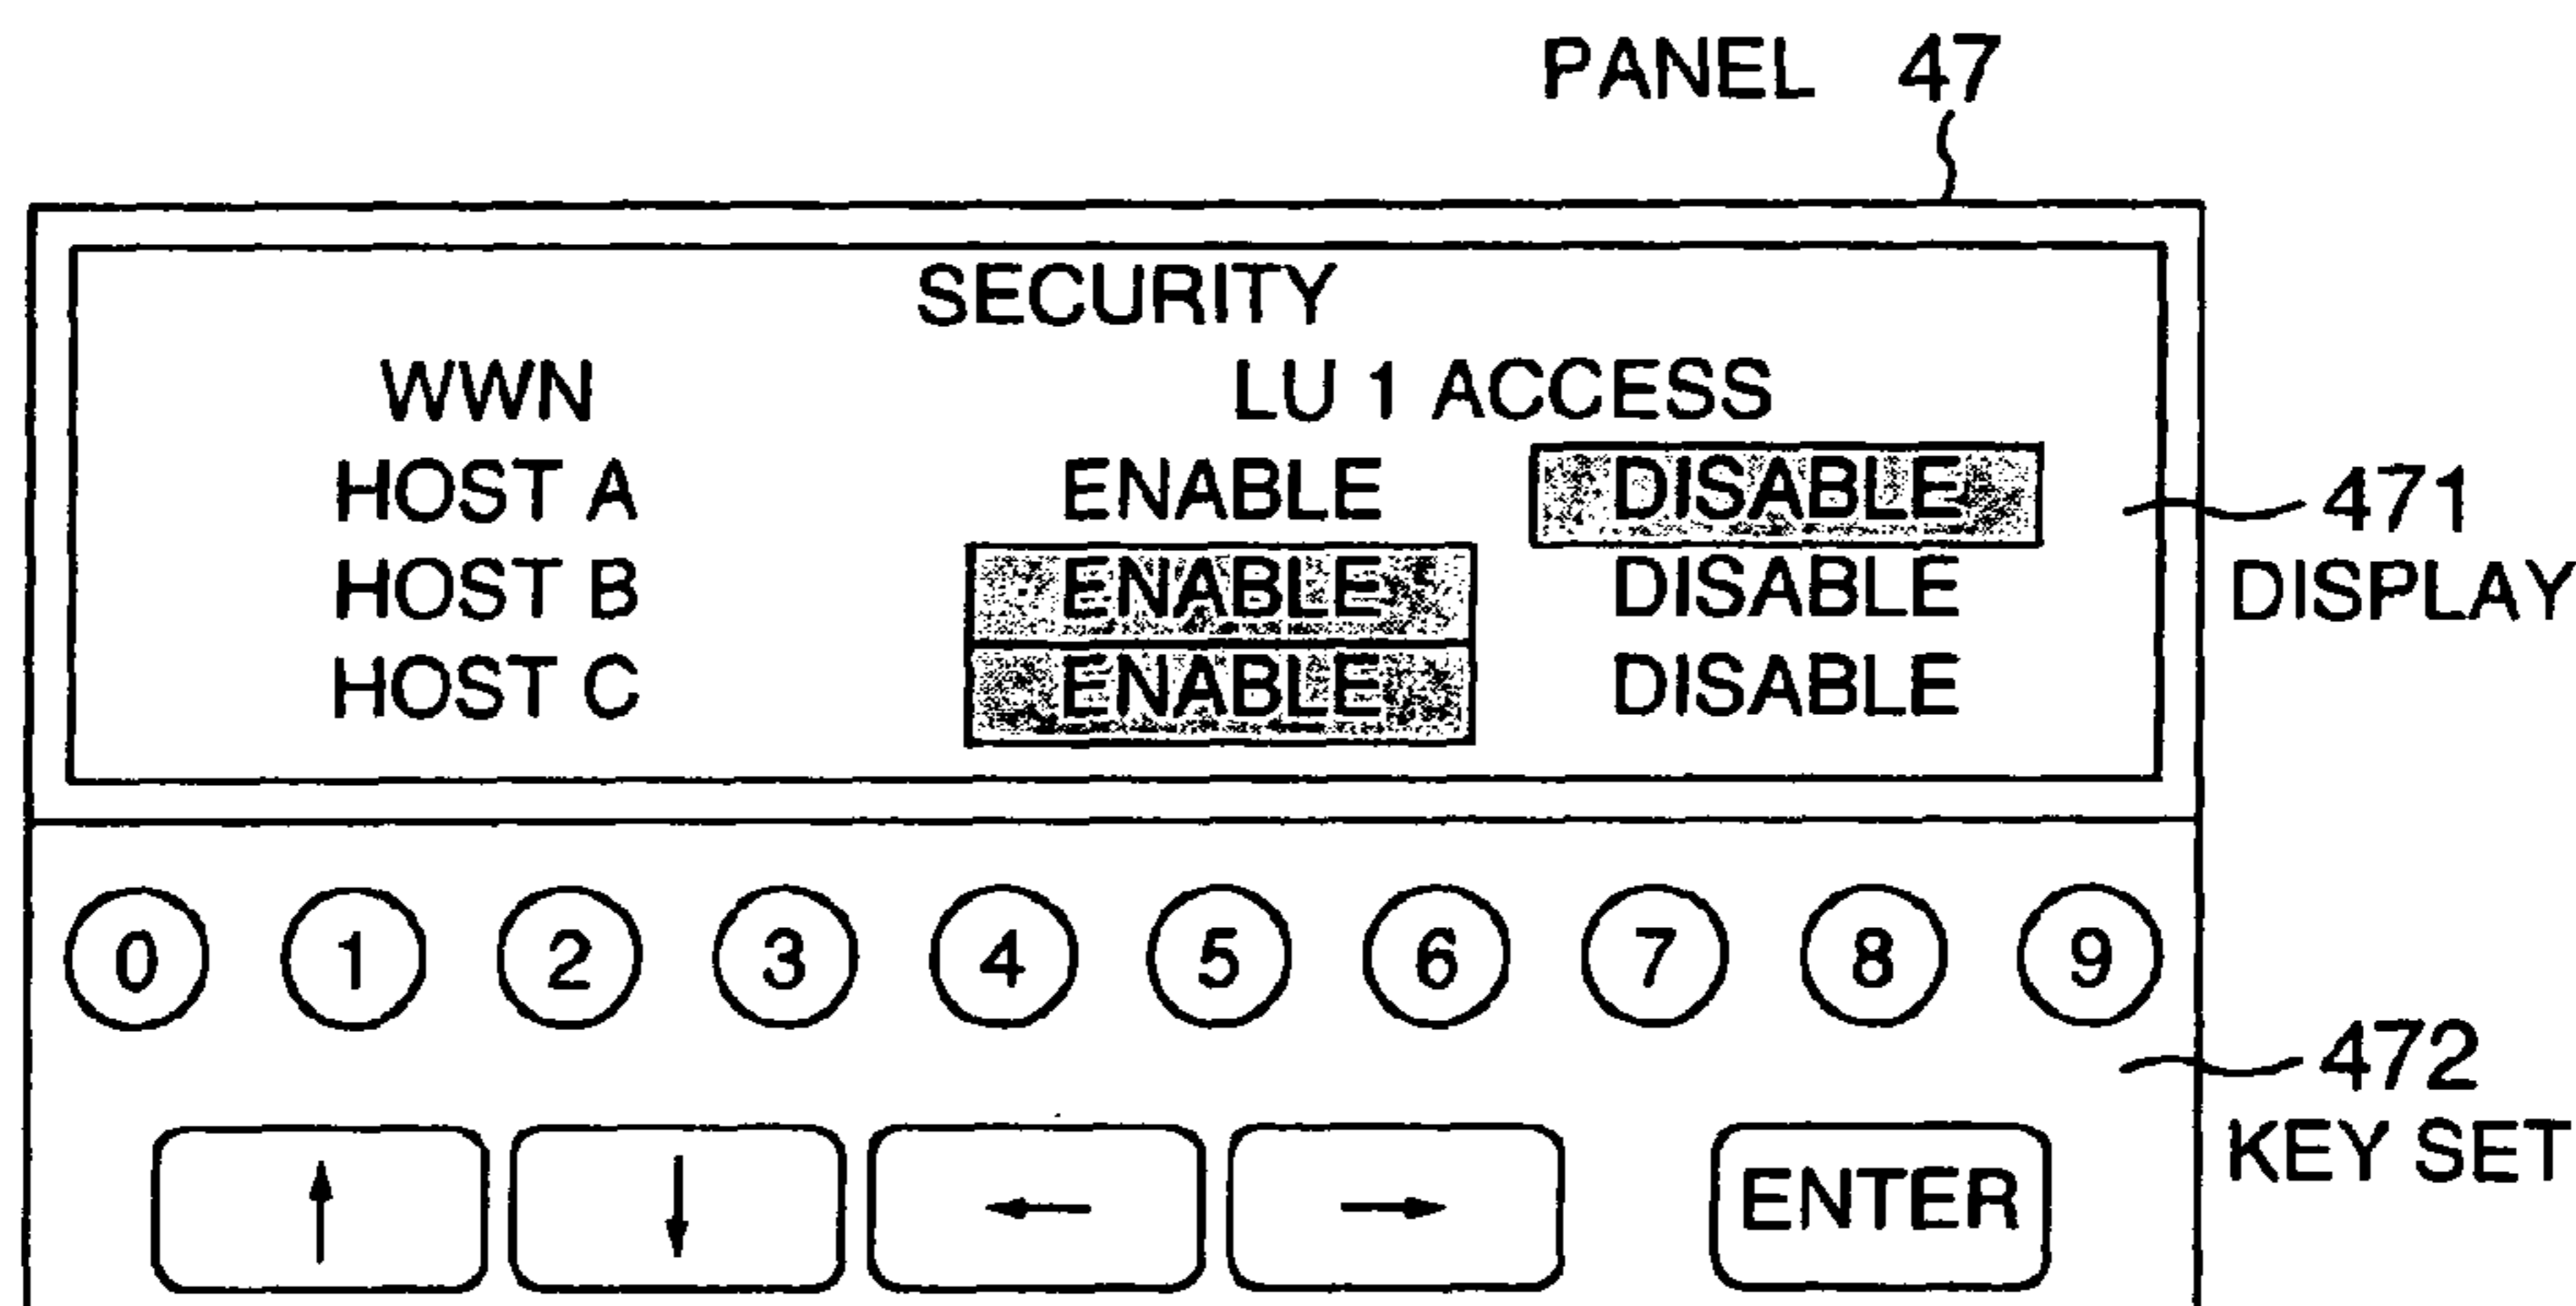 PANEL 47
SECURITY
WWN LU 1 ACCESS
HOST A ENABLE DISABLE
471
HOST B ENABLE DISABLE
DISPLAY
HOST C ENABLE DISABLE
0 1 2 3 4 5 6 7 8 9
472
KEY SET
↑ ↓ ← → ENTER